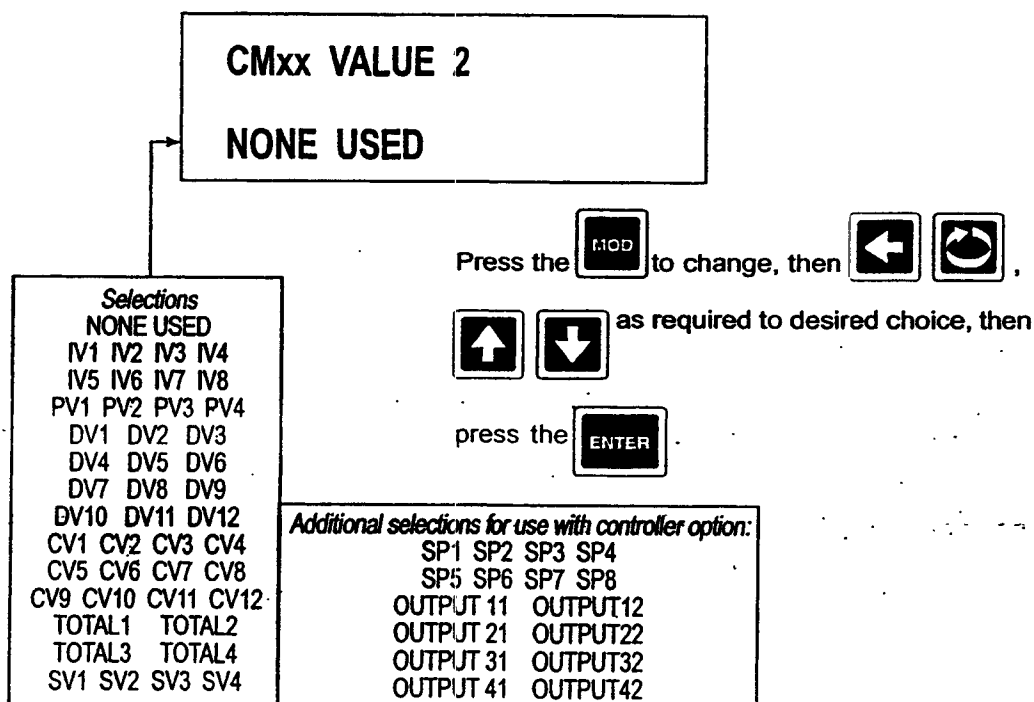 CMxx VALUE 2
NONE USED
Press the MOD to change, then ,
as required to desired choice, then
press the ENTER .
Selections
NONE USED
IV1 IV2 IV3 IV4
IV5 IV6 IV7 IV8
PV1 PV2 PV3 PV4
DV1 DV2 DV3
DV4 DV5 DV6
DV7 DV8 DV9
DV10 DV11 DV12
CV1 CV2 CV3 CV4
CV5 CV6 CV7 CV8
CV9 CV10 CV11 CV12
TOTAL1 TOTAL2
TOTAL3 TOTAL4
SV1 SV2 SV3 SV4
Additional selections for use with controller option:
SP1 SP2 SP3 SP4
SP5 SP6 SP7 SP8
OUTPUT 11 OUTPUT12
OUTPUT 21 OUTPUT22
OUTPUT 31 OUTPUT32
OUTPUT 41 OUTPUT42